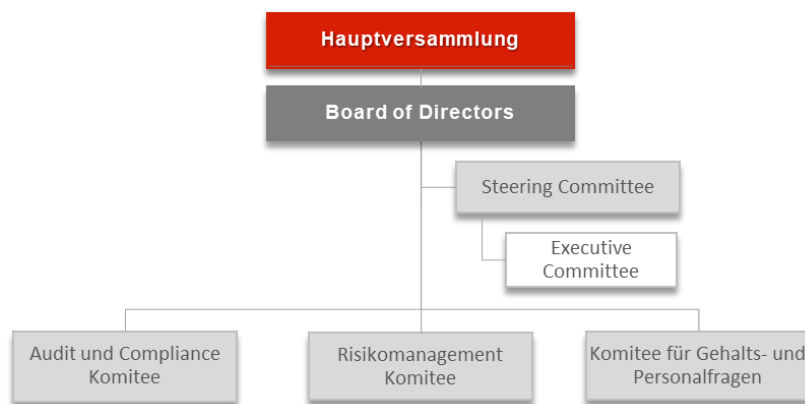 Hauptversammlung
Board of Directors
Steering Committee
Executive
Committee
Audit und Compliance
Komitee
Risikomanagement
Komitee
Komitee für Gehalts- und
Personalfragen